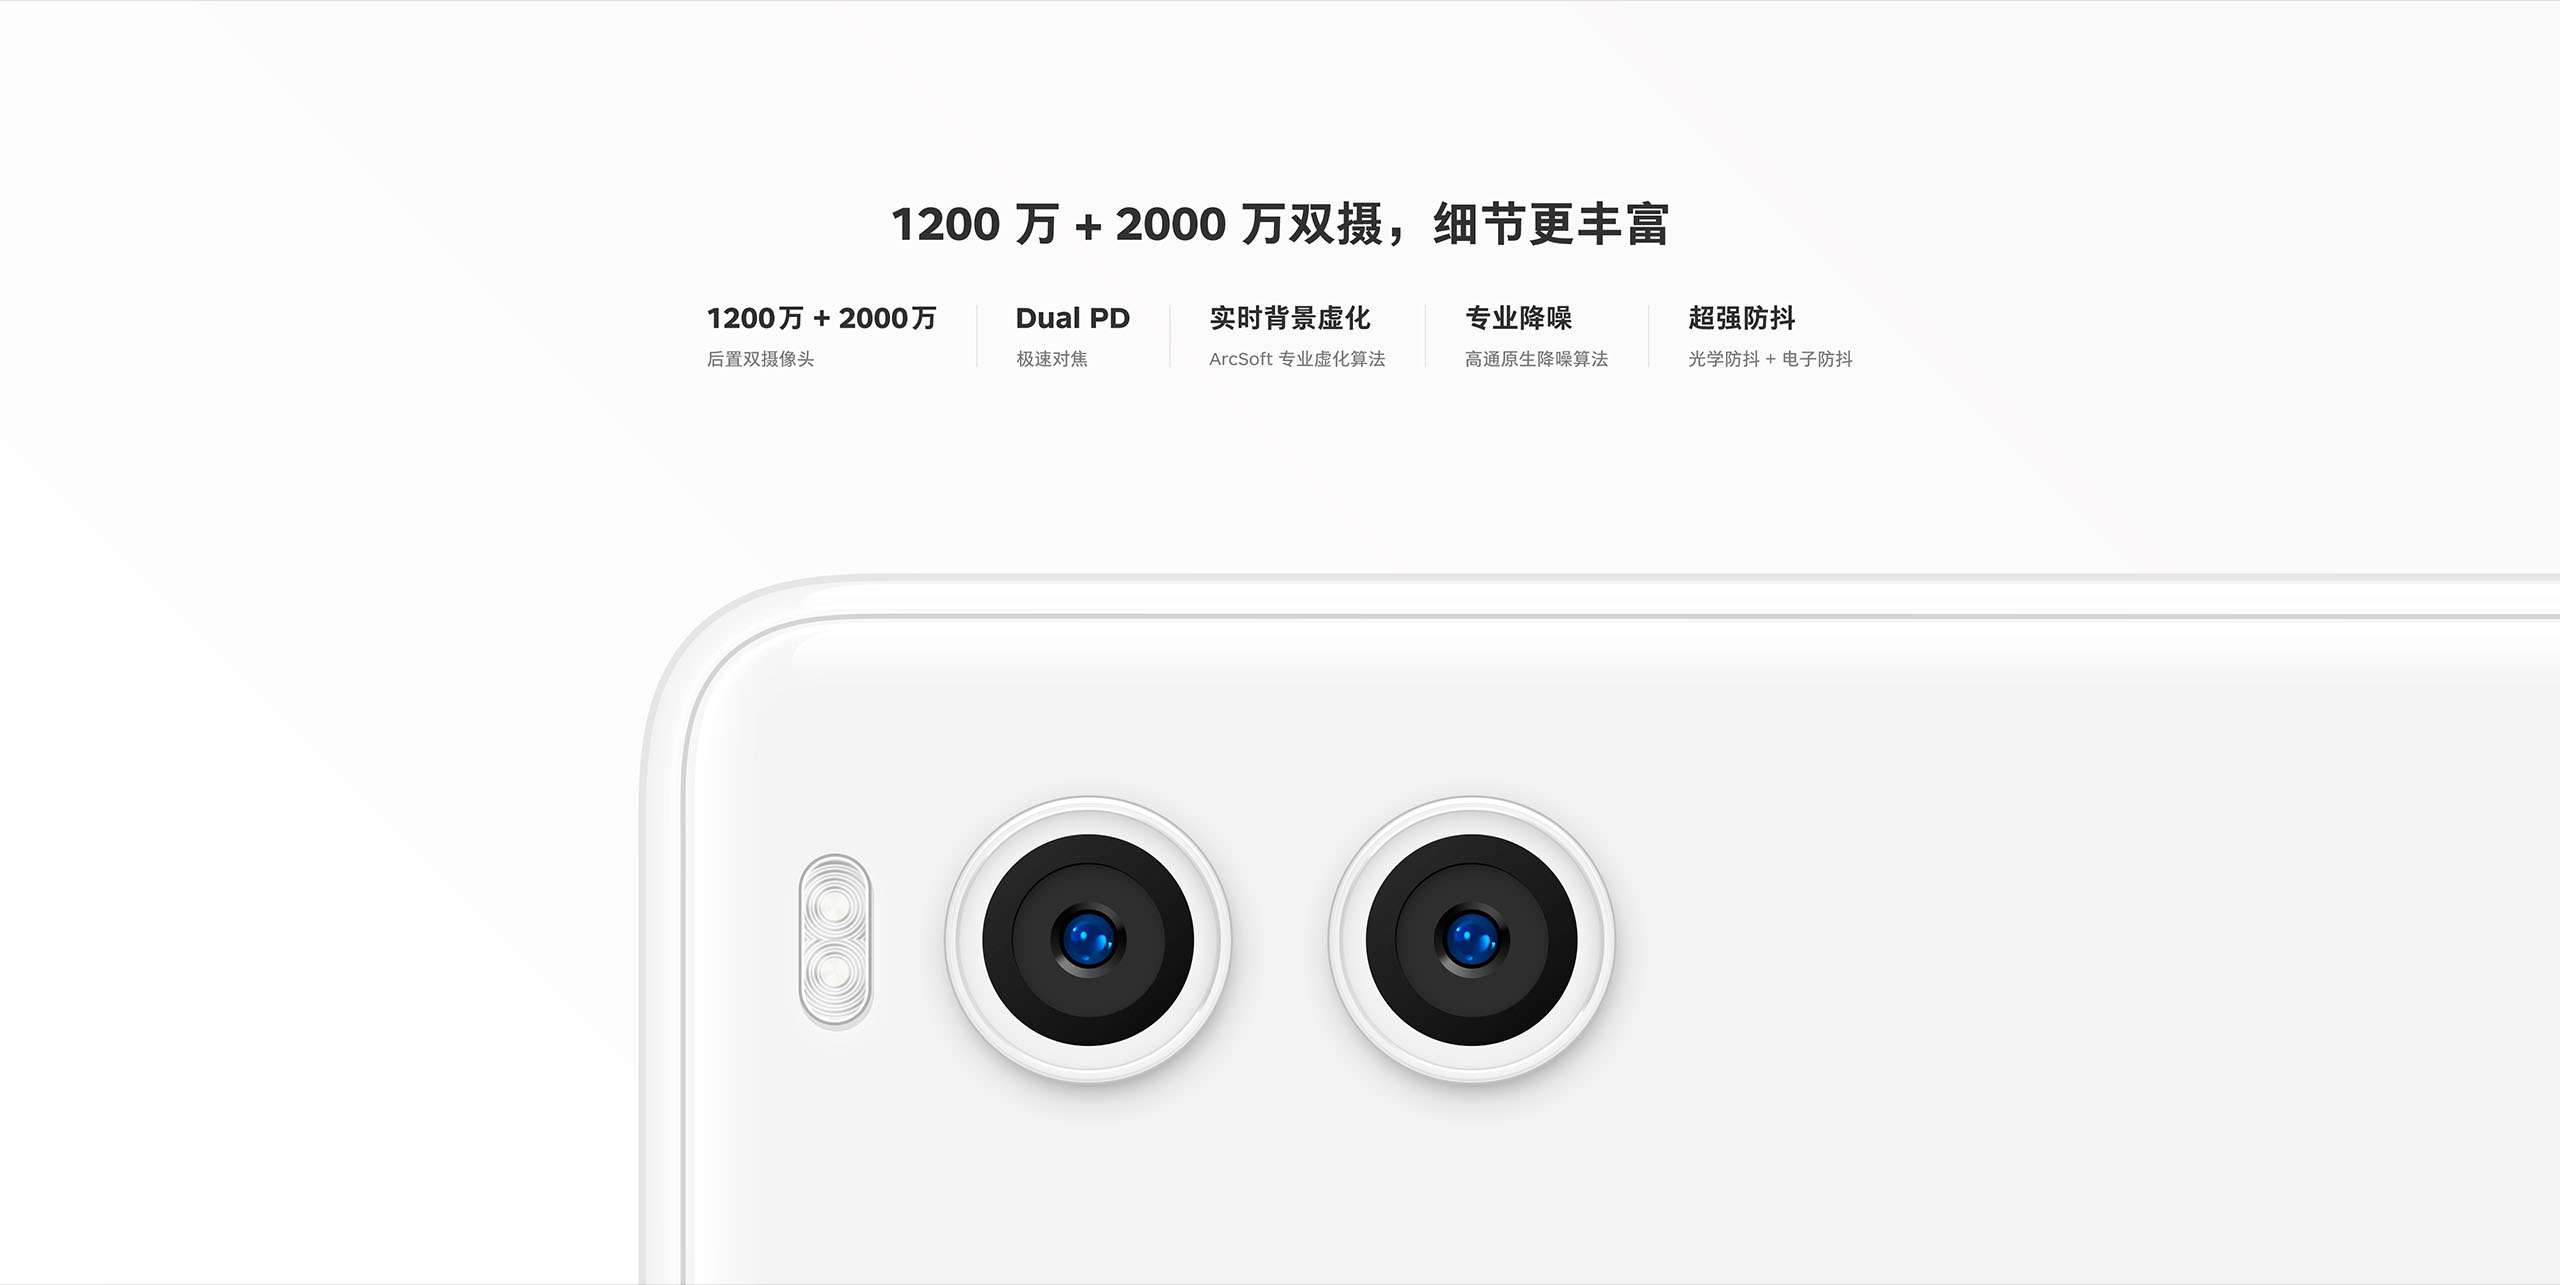 1200 万 + 2000 万双摄，细节更丰富
1200万 + 2000万
后置双摄像头
Dual PD
极速对焦
实时背景虚化
ArcSoft 专业虚化算法
专业降噪
高通原生降噪算法
超强防抖
光学防抖 + 电子防抖